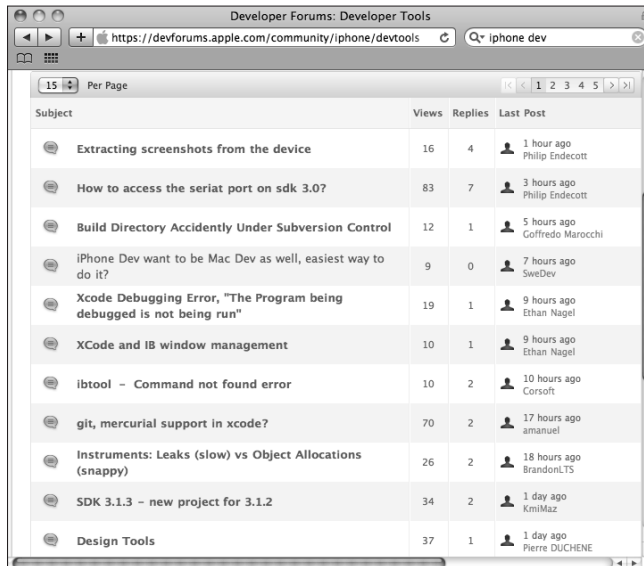 Developer Forums: Developer Tools
https://devforums.apple.com/community/iphone/devtools
iphone dev
15 Per Page 1 2 3 4 5
Subject Views Replies Last Post
Extracting screenshots from the device 16 4 1 hour ago
Philip Endecott
How to access the seriat port on sdk 3.0? 83 7 3 hours ago
Philip Endecott
Build Directory Accidently Under Subversion Control 12 1 5 hours ago
Goffredo Marocchi
iPhone Dev want to be Mac Dev as well, easiest way to
do it? 9 0 7 hours ago
SweDev
Xcode Debugging Error, "The Program being
debugged is not being run" 19 1 9 hours ago
Ethan Nagel
XCode and IB window management 10 1 9 hours ago
Ethan Nagel
ibtool - Command not found error 10 2 10 hours ago
Corsoft
git, mercurial support in xcode? 70 2 17 hours ago
amanuel
Instruments: Leaks (slow) vs Object Allocations
(snappy) 26 2 18 hours ago
BrandonLTS
SDK 3.1.3 - new project for 3.1.2 34 2 1 day ago
KmiMaz
Design Tools 37 1 1 day ago
Pierre DUCHENE